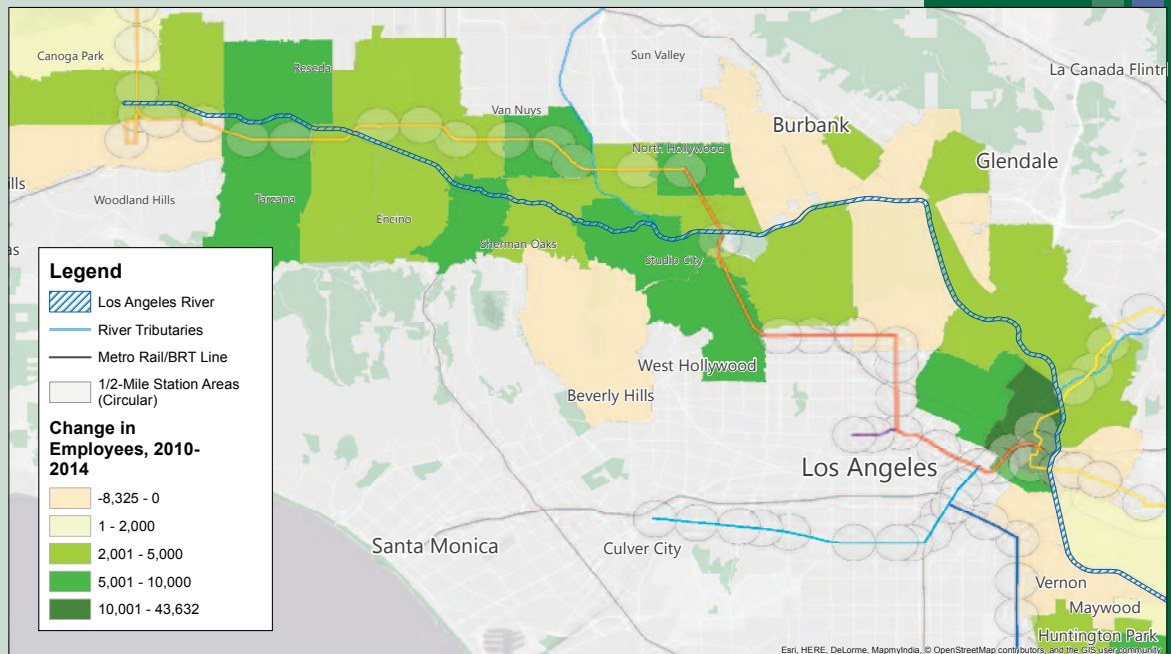 Canoga Park
Reseda
Sun Valley
La Canada Flintr
Van Nuys
Burbank
North Hollywood
Glendale
ills
Woodland Hills
Tarzana
Encino
Sherman Oaks
Studio City
as
Legend
Los Angeles River
River Tributaries
Metro Rail/BRT Line
1/2-Mile Station Areas
(Circular)
Change in
Employees, 2010-
2014
-8,325 - 0
1 - 2,000
2,001 - 5,000
5,001 - 10,000
10,001 - 43,632
West Hollywood
Beverly Hills
Los Angeles
Santa Monica
Culver City
Vernon
Maywood
Huntington Park
Esri, HERE, DeLorme, MapmyIndia, © OpenStreetMap contributors, and the GIS user community